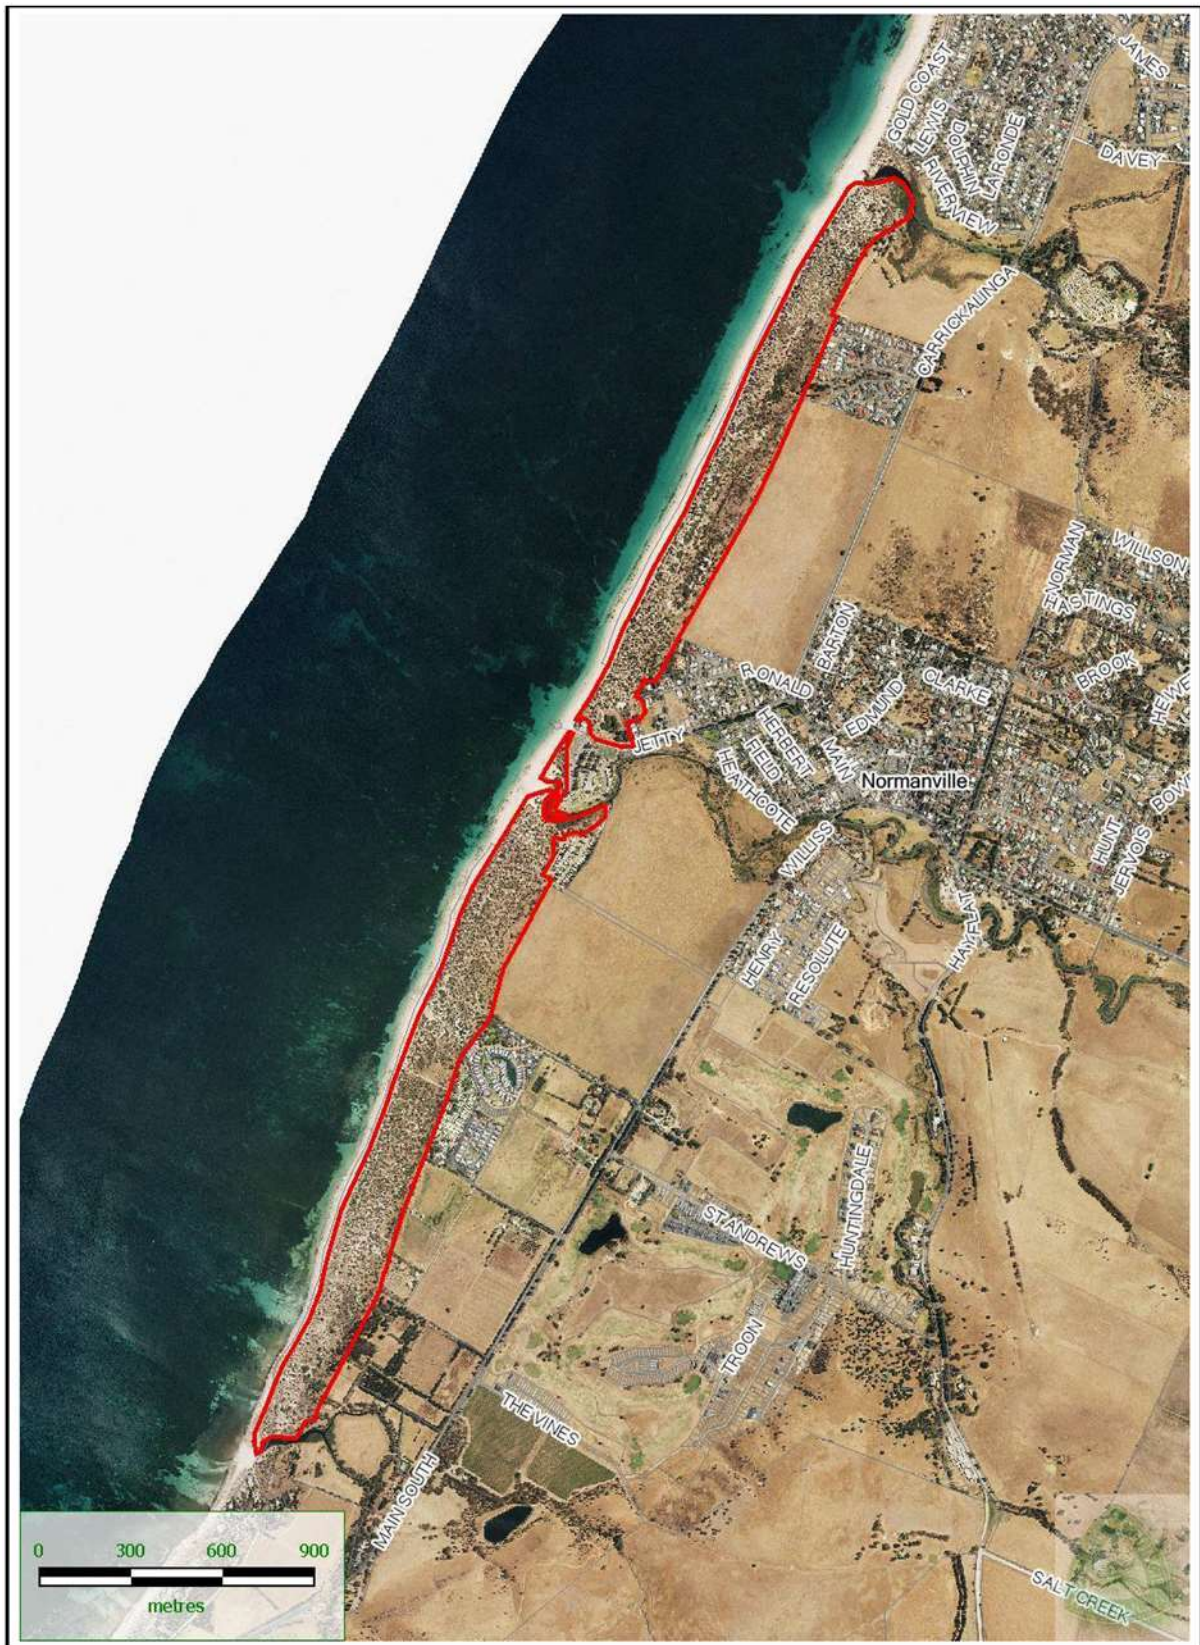 JAMES
GOLD COAST
LEWIS
DOLPHIN
LA RONDE
DAVEY
RIVERVIEW
CARRICKALINGA
NORMAN
WILLSON
HASTINGS
BARTON
RONALD
CLARKE
BROOK
EDMUND
JETTY
HERBERT
FIELD
MAIN
HEATHCOTE
Normanville
HUNT
JERVOIS
WILLISS
HENRY
RESOLUTE
HAYFLAT
HUNTINGDALE
ST ANDREWS
TROON
THE VINES
MAIN SOUTH
SALT CREEK
0 300 600 900
metres